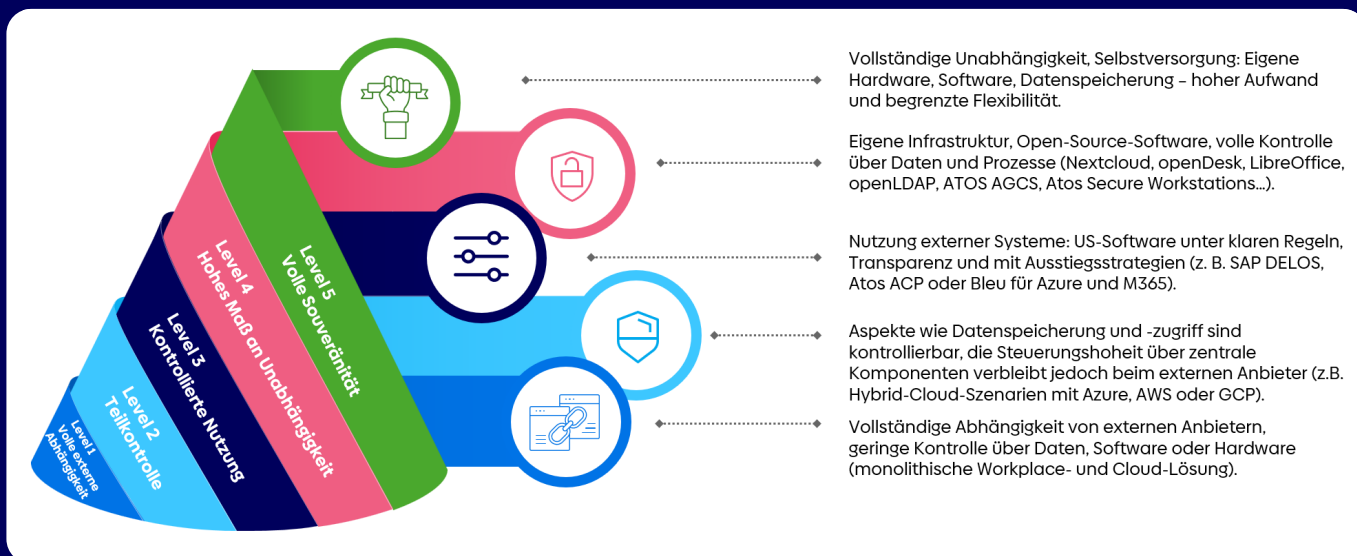 Vollständige Unabhängigkeit, Selbstversorgung: Eigene
Hardware, Software, Datenspeicherung – hoher Aufwand
und begrenzte Flexibilität.
Eigene Infrastruktur, Open-Source-Software, volle Kontrolle
über Daten und Prozesse (Nextcloud, openDesk, LibreOffice,
openLDAP, ATOS AGCS, Atos Secure Workstations...).
Nutzung externer Systeme: US-Software unter klaren Regeln,
Transparenz und mit Ausstiegsstrategien (z. B. SAP DELOS,
Atos ACP oder Bleu für Azure und M365).
Aspekte wie Datenspeicherung und -zugriff sind
kontrollierbar, die Steuerungshoheit über zentrale
Komponenten verbleibt jedoch beim externen Anbieter (z.B.
Hybrid-Cloud-Szenarien mit Azure, AWS oder GCP).
Vollständige Abhängigkeit von externen Anbietern,
geringe Kontrolle über Daten, Software oder Hardware
(monolithische Workplace- und Cloud-Lösung).
Level 5
Volle Souveränität
Level 4
Hohes Maß an Unabhängigkeit
Level 3
Kontrollierte Nutzung
Level 2
Teilkontrolle
Level 1
Volle externe
Abhängigkeit